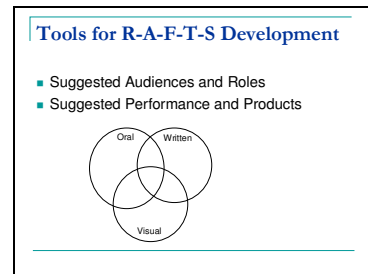 Tools for R-A-F-T-S Development
Suggested Audiences and Roles
Suggested Performance and Products
Oral Written
Visual